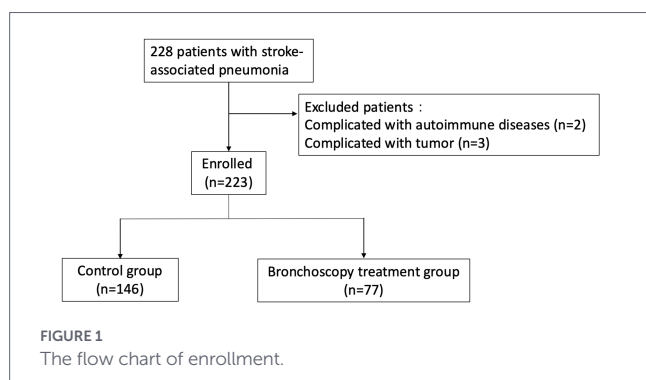 228 patients with stroke-
associated pneumonia
Excluded patients：
Complicated with autoimmune diseases (n=2)
Complicated with tumor (n=3)
Enrolled
(n=223)
Control group
(n=146)
Bronchoscopy treatment group
(n=77)
FIGURE 1
The flow chart of enrollment.